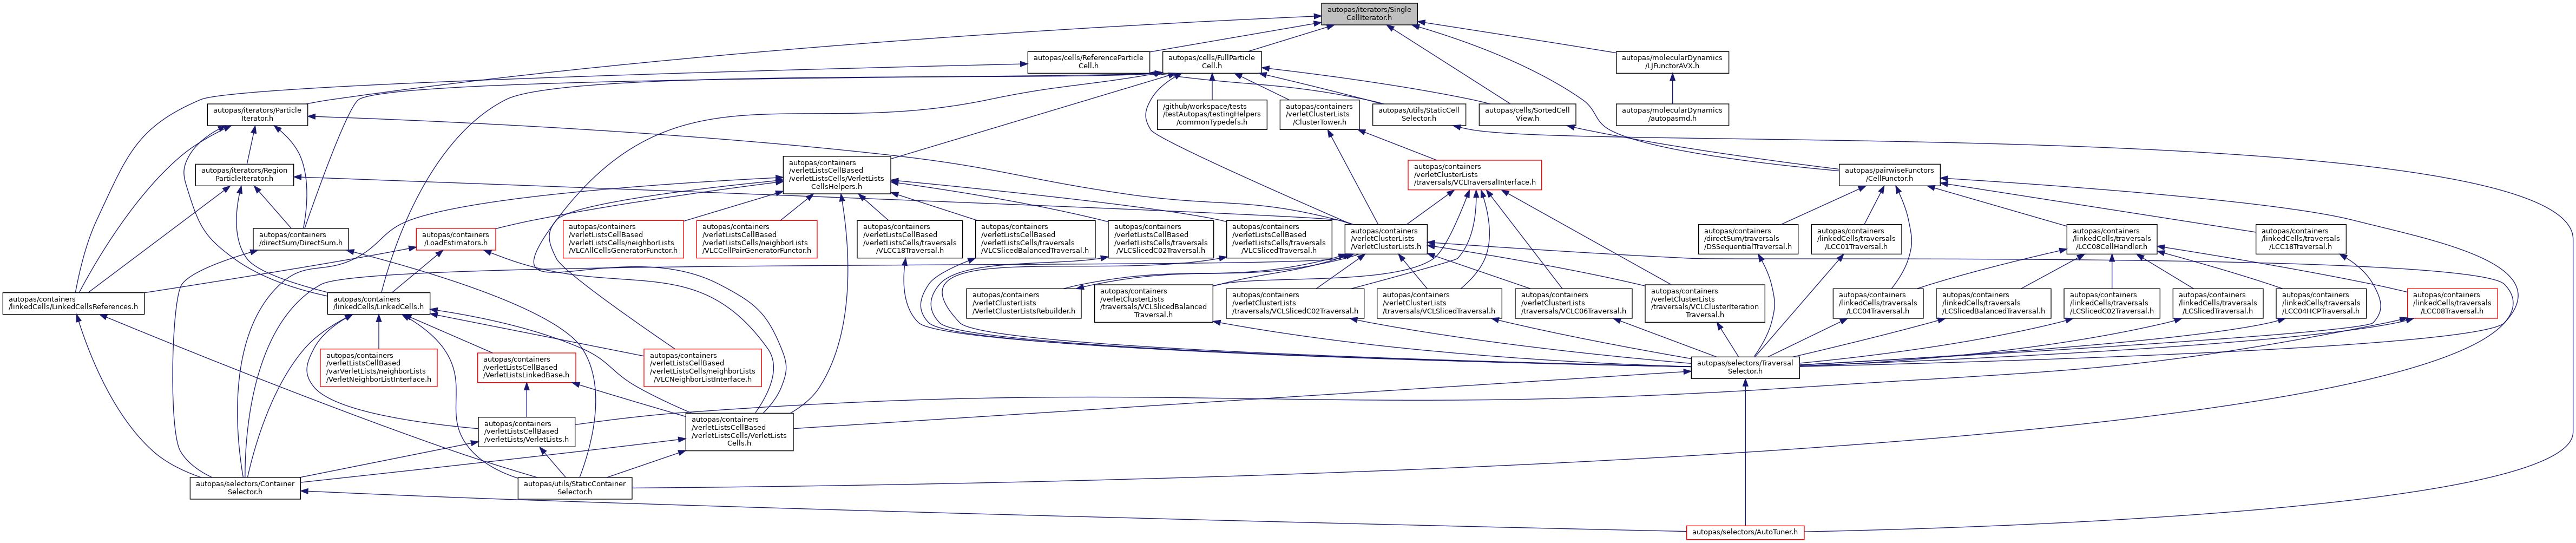 autopas/iterators/Single
CellIterator.h
autopas/cells/ReferenceParticle
Cell.h
autopas/cells/FullParticle
Cell.h
autopas/molecularDynamics
/LJFunctorAVX.h
autopas/iterators/Particle
Iterator.h
/github/workspace/tests
/testAutopas/testingHelpers
/commonTypedefs.h
autopas/containers
/verletClusterLists
/ClusterTower.h
autopas/utils/StaticCell
Selector.h
autopas/cells/SortedCell
View.h
autopas/molecularDynamics
/autopasmd.h
autopas/iterators/Region
ParticleIterator.h
autopas/containers
/verletListsCellBased
/verletListsCells/VerletLists
CellsHelpers.h
autopas/containers
/verletClusterLists
/traversals/VCLTraversalInterface.h
autopas/pairwiseFunctors
/CellFunctor.h
autopas/containers
/directSum/DirectSum.h
autopas/containers
/LoadEstimators.h
autopas/containers
/verletListsCellBased
/verletListsCells/neighborLists
/VLCAllCellsGeneratorFunctor.h
autopas/containers
/verletListsCellBased
/verletListsCells/neighborLists
/VLCCellPairGeneratorFunctor.h
autopas/containers
/verletListsCellBased
/verletListsCells/traversals
/VLCC18Traversal.h
autopas/containers
/verletListsCellBased
/verletListsCells/traversals
/VLCSlicedBalancedTraversal.h
autopas/containers
/verletListsCellBased
/verletListsCells/traversals
/VLCSlicedC02Traversal.h
autopas/containers
/verletListsCellBased
/verletListsCells/traversals
/VLCSlicedTraversal.h
autopas/containers
/verletClusterLists
/VerletClusterLists.h
autopas/containers
/directSum/traversals
/DSSequentialTraversal.h
autopas/containers
/linkedCells/traversals
/LCC01Traversal.h
autopas/containers
/linkedCells/traversals
/LCC08CellHandler.h
autopas/containers
/linkedCells/traversals
/LCC18Traversal.h
autopas/containers
/linkedCells/LinkedCellsReferences.h
autopas/containers
/linkedCells/LinkedCells.h
autopas/containers
/verletClusterLists
/VerletClusterListsRebuilder.h
autopas/containers
/verletClusterLists
/traversals/VCLSlicedBalanced
Traversal.h
autopas/containers
/verletClusterLists
/traversals/VCLSlicedC02Traversal.h
autopas/containers
/verletClusterLists
/traversals/VCLSlicedTraversal.h
autopas/containers
/verletClusterLists
/traversals/VCLC06Traversal.h
autopas/containers
/verletClusterLists
/traversals/VCLClusterIteration
Traversal.h
autopas/containers
/linkedCells/traversals
/LCC04Traversal.h
autopas/containers
/linkedCells/traversals
/LCSlicedBalancedTraversal.h
autopas/containers
/linkedCells/traversals
/LCSlicedC02Traversal.h
autopas/containers
/linkedCells/traversals
/LCSlicedTraversal.h
autopas/containers
/linkedCells/traversals
/LCC04HCPTraversal.h
autopas/containers
/linkedCells/traversals
/LCC08Traversal.h
autopas/containers
/verletListsCellBased
/varVerletLists/neighborLists
/VerletNeighborListInterface.h
autopas/containers
/verletListsCellBased
/VerletListsLinkedBase.h
autopas/containers
/verletListsCellBased
/verletListsCells/neighborLists
/VLCNeighborListInterface.h
autopas/selectors/Traversal
Selector.h
autopas/containers
/verletListsCellBased
/verletLists/VerletLists.h
autopas/containers
/verletListsCellBased
/verletListsCells/VerletLists
Cells.h
autopas/selectors/Container
Selector.h
autopas/utils/StaticContainer
Selector.h
autopas/selectors/AutoTuner.h